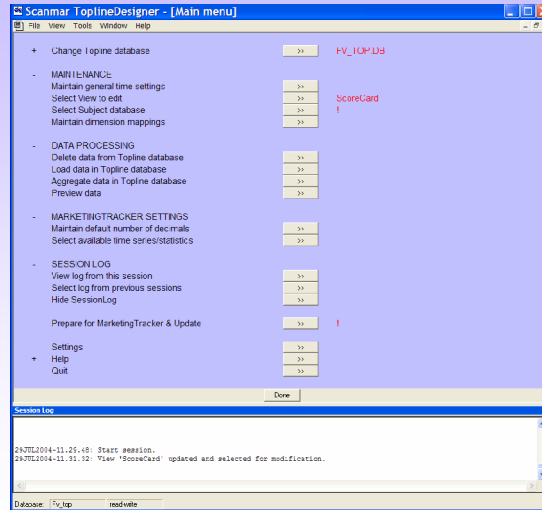 Scanmar ToplineDesigner - [Main menu]
File View Tools Window Help
+ Change Topline database >> FV_TOP.DB
- MAINTENANCE
Maintain general time settings >>
Select View to edit >> ScoreCard
Select Subject database >> !
Maintain dimension mappings >>
- DATA PROCESSING
Delete data from Topline database >>
Load data in Topline database >>
Aggregate data in Topline database >>
Preview data >>
- MARKETINGTRACKER SETTINGS
Maintain default number of decimals >>
Select available time series/statistics >>
- SESSION LOG
View log from this session >>
Select log from previous sessions >>
Hide SessionLog >>
Prepare for MarketingTracker & Update >> !
Settings >>
+ Help >>
Quit >>
Done
Session Log
29JUL2004-11.29.48: Start session.
29JUL2004-11.31.32: View 'ScoreCard' updated and selected for modification.
Database: Fv_top readwrite